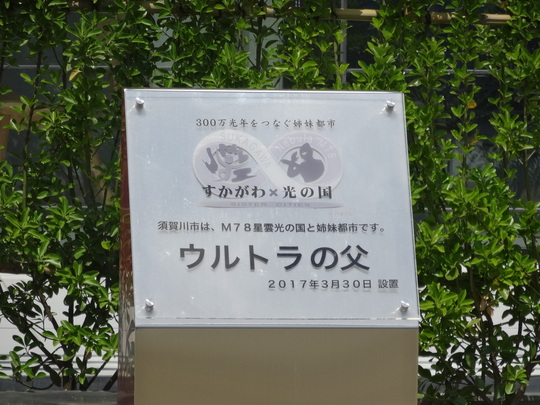 300万光年をつなぐ姉妹都市
すかがわ×光の国
SISTER CITIES
須賀川市は、M78星雲光の国と姉妹都市です。
ウルトラの父
2017年3月30日 設置